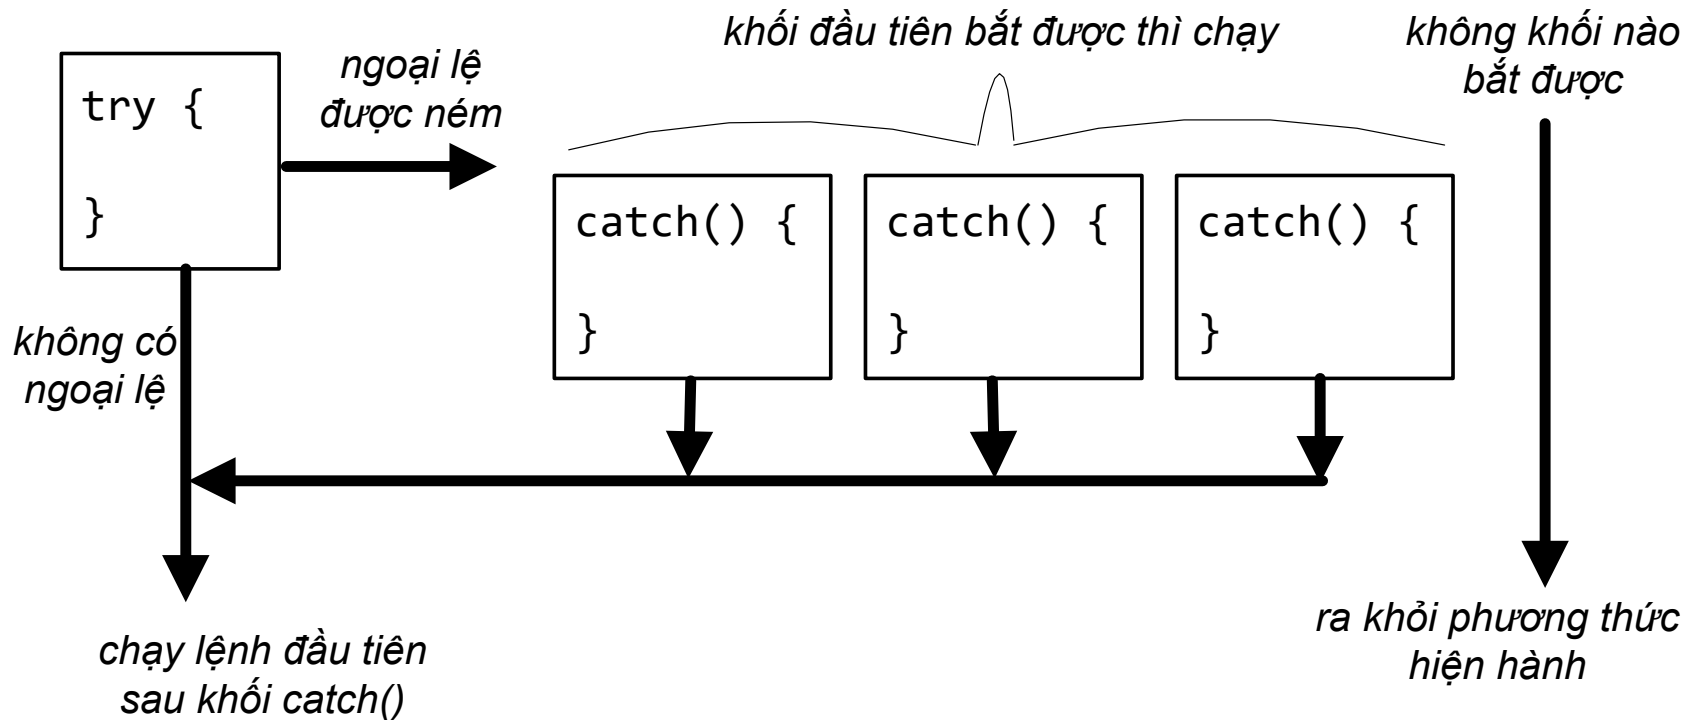 try {
}
ngoại lệ
được ném
khối đầu tiên bắt được thì chạy
không khối nào
bắt được
catch() {
}
catch() {
}
catch() {
}
không có
ngoại lệ
chạy lệnh đầu tiên
sau khối catch()
ra khỏi phương thức
hiện hành